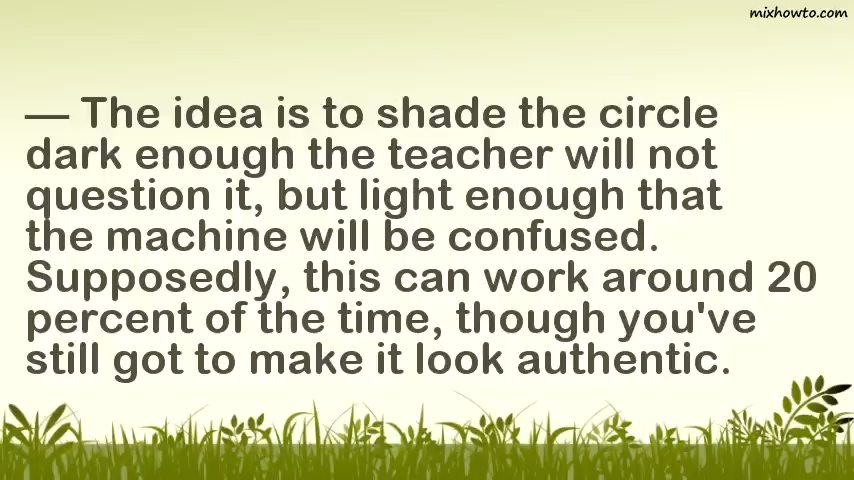 mixhowto.com
— The idea is to shade the circle
dark enough the teacher will not
question it, but light enough that
the machine will be confused.
Supposedly, this can work around 20
percent of the time, though you've
still got to make it look authentic.